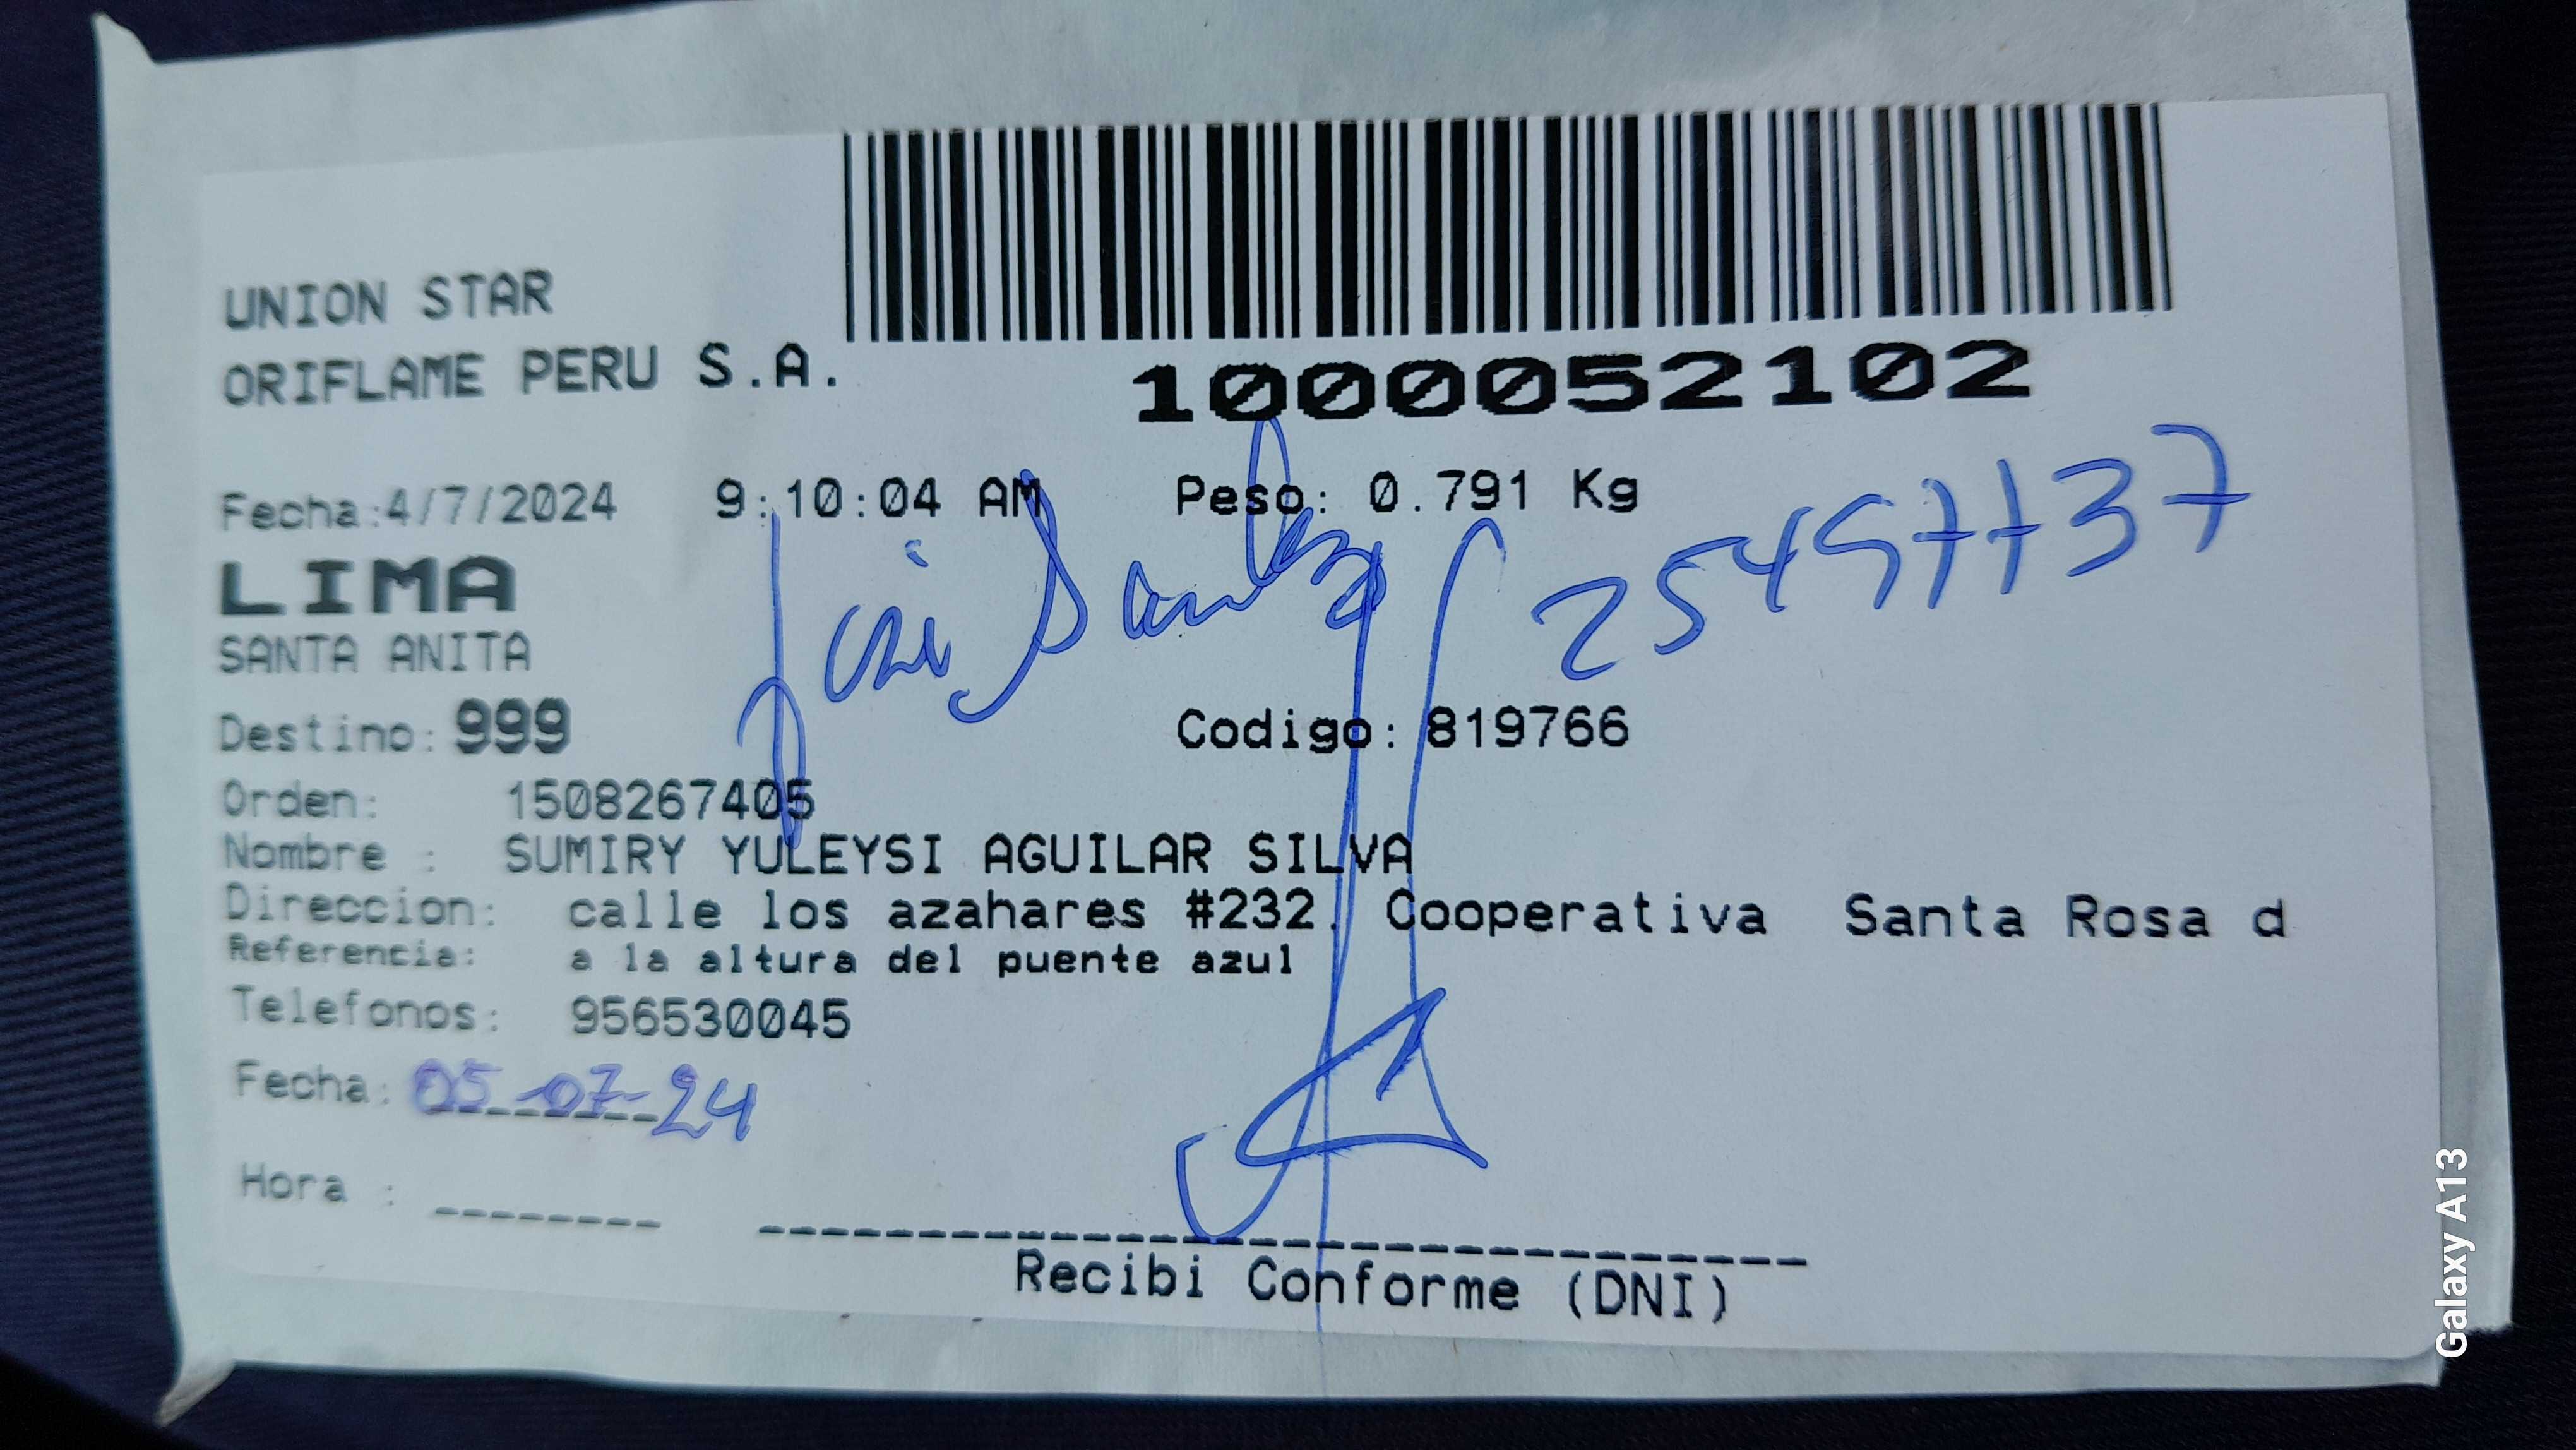 UNION STAR
ORIFLAME PERU S.A.
1000052102
Fecha:4/7/2024 9:10:04 AM Peso: 0.791 Kg
LIMA
SANTA ANITA
José Santos
Destino: 999 Codigo: 819766
Orden: 1508267405
Nombre : SUMIRY YULEYSI AGUILAR SILVA
Direccion: calle los azahares #232. Cooperativa Santa Rosa d
Referencia: a la altura del puente azul
Telefonos: 956530045
Fecha: 05-07-24
Hora : ________
Recibi Conforme (DNI)
Galaxy A13